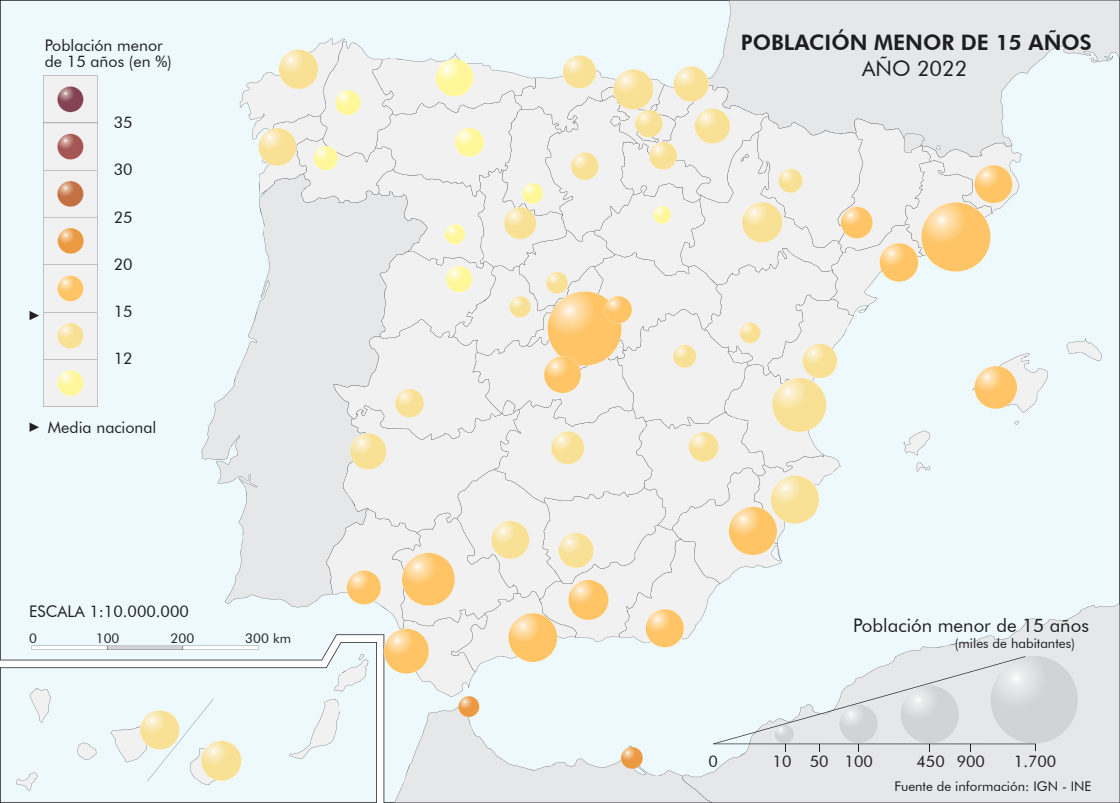 POBLACIÓN MENOR DE 15 AÑOS
AÑO 2022
Población menor
de 15 años (en %)
35
30
25
20
15
12
► Media nacional
ESCALA 1:10.000.000
0 100 200 300 km
Población menor de 15 años
(miles de habitantes)
0 10 50 100 450 900 1.700
Fuente de información: IGN - INE